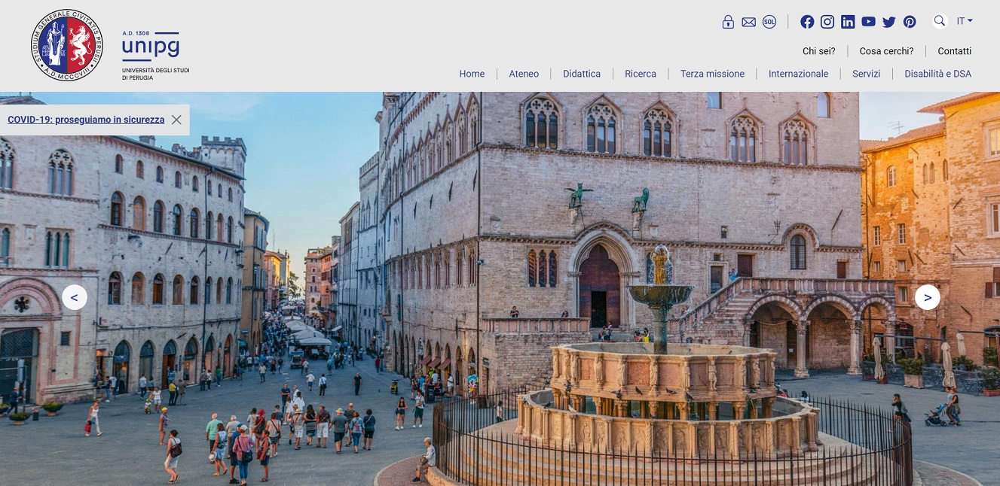 STUDIUM GENERALE CIVITATIS PERUSII
A.D. MCCCVIII
A.D. 1308
unipg
UNIVERSITÀ DEGLI STUDI
DI PERUGIA
SOL
IT
Chi sei?
Cosa cerchi?
Contatti
Home
Ateneo
Didattica
Ricerca
Terza missione
Internazionale
Servizi
Disabilità e DSA
COVID-19: proseguiamo in sicurezza
<
>